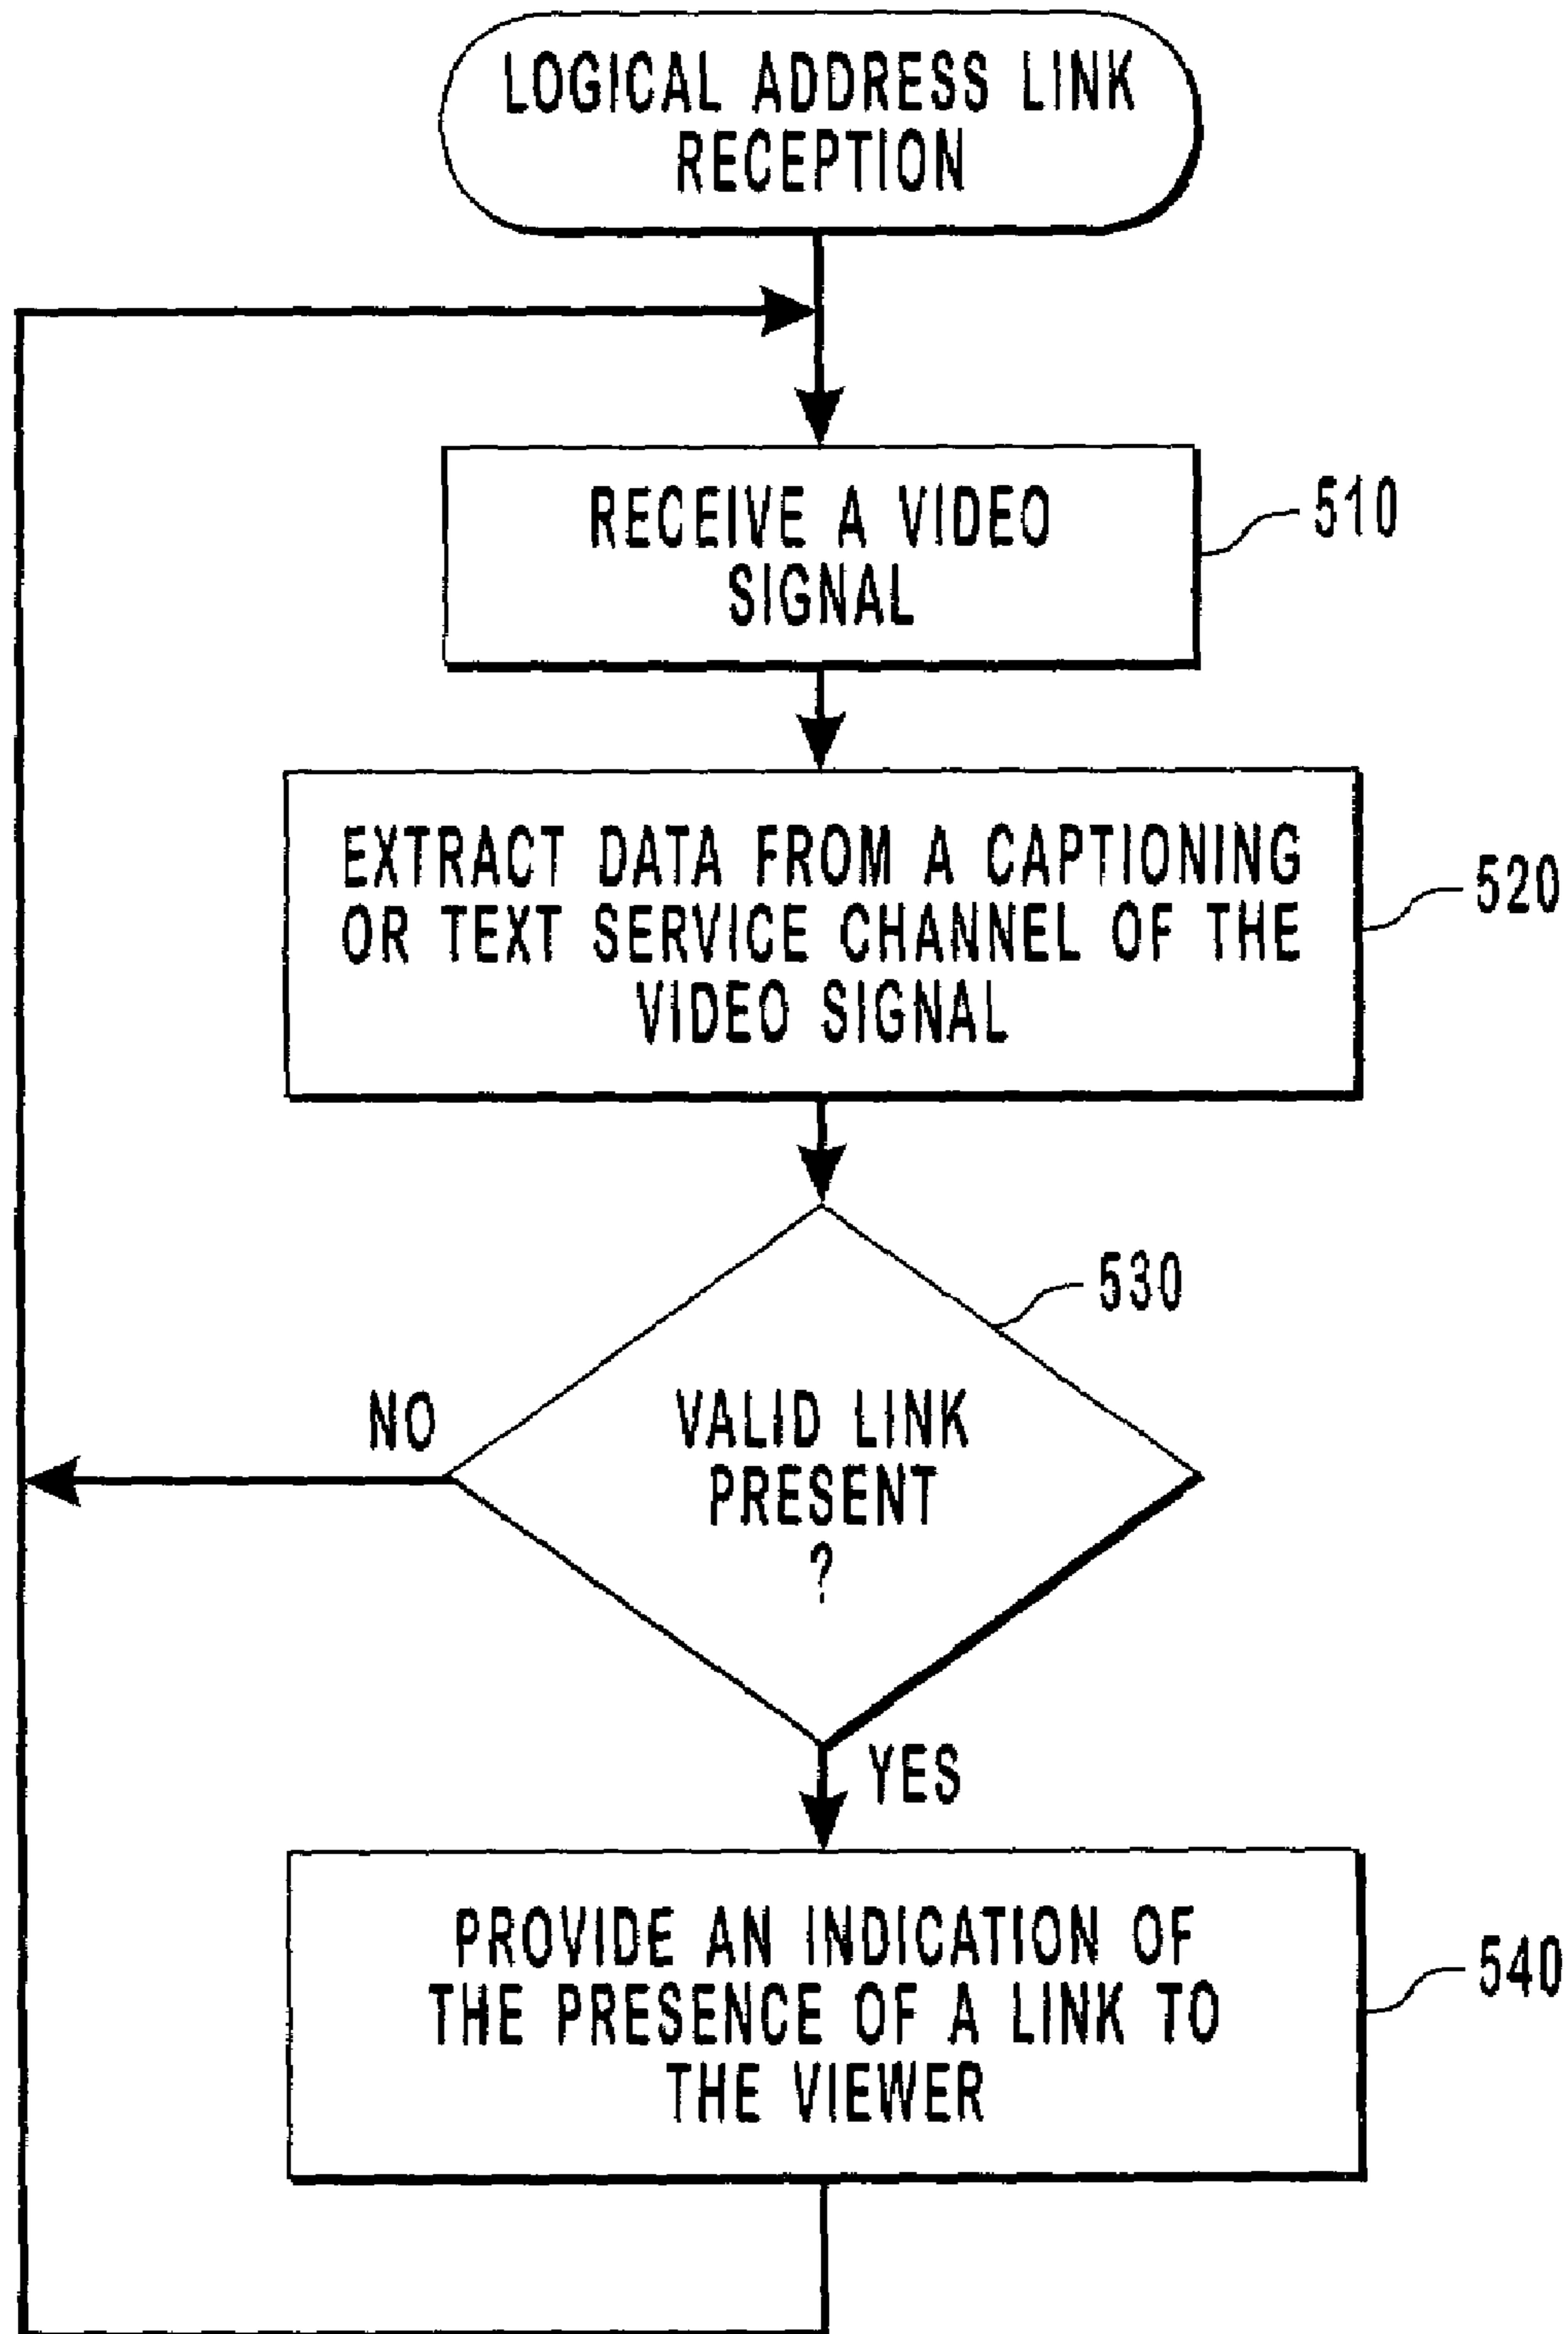 LOGICAL ADDRESS LINK
RECEPTION
RECEIVE A VIDEO
SIGNAL
510
EXTRACT DATA FROM A CAPTIONING
OR TEXT SERVICE CHANNEL OF THE
VIDEO SIGNAL
520
530
NO
VALID LINK
PRESENT
?
YES
PROVIDE AN INDICATION OF
THE PRESENCE OF A LINK TO
THE VIEWER
540